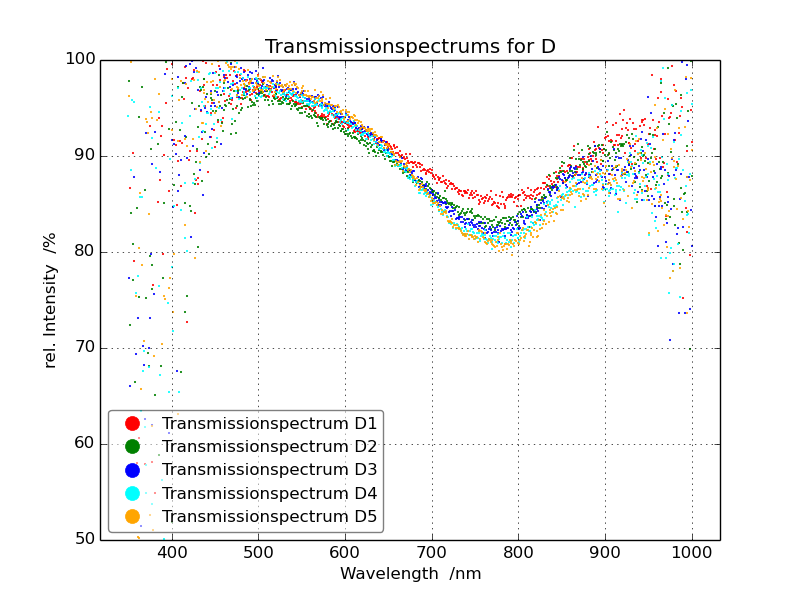 Transmissionspectrums for D
100
90
80
70
60
50
rel. Intensity /%
400 500 600 700 800 900 1000
Wavelength /nm
Transmissionspectrum D1
Transmissionspectrum D2
Transmissionspectrum D3
Transmissionspectrum D4
Transmissionspectrum D5